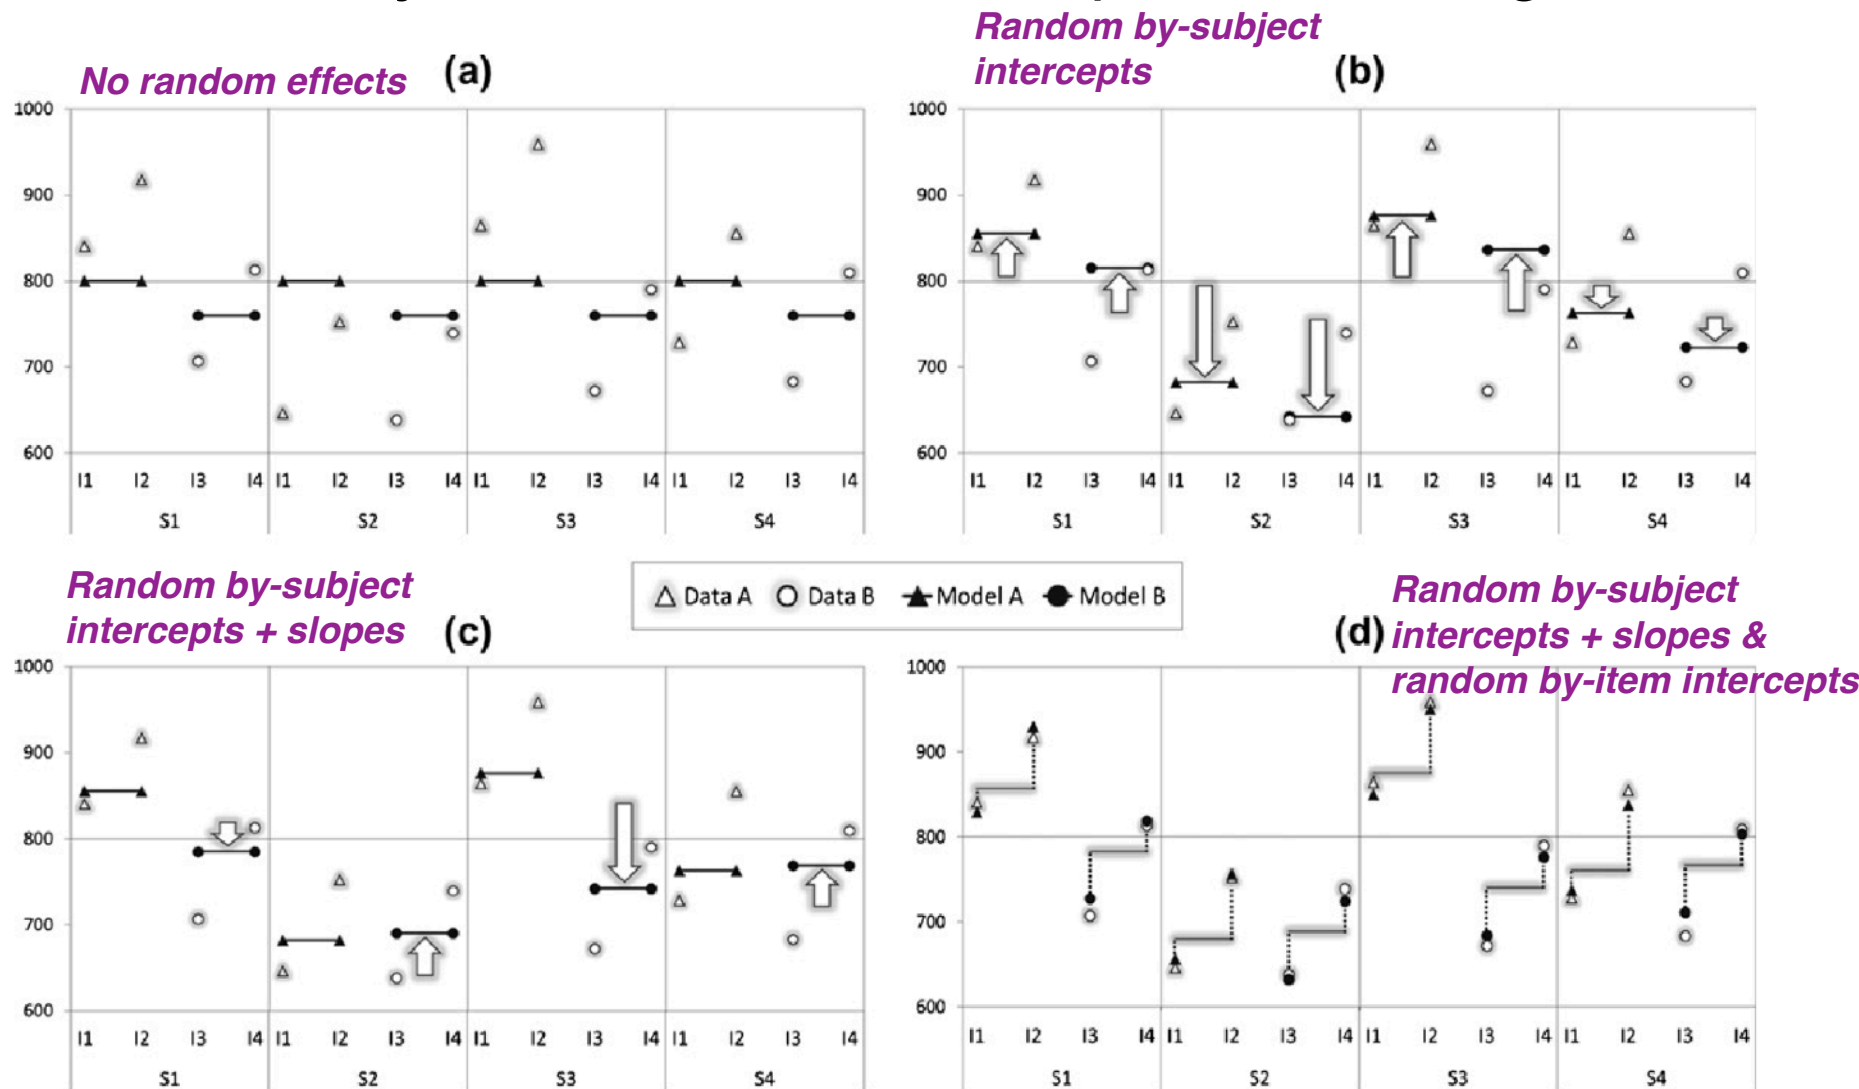 Random by-subject
intercepts
No random effects
(a)
(b)
1000
900
800
700
600
I1 I2 I3 I4 I1 I2 I3 I4 I1 I2 I3 I4 I1 I2 I3 I4
S1 S2 S3 S4
1000
900
800
700
600
I1 I2 I3 I4 I1 I2 I3 I4 I1 I2 I3 I4 I1 I2 I3 I4
S1 S2 S3 S4
Data A Data B Model A Model B
Random by-subject
intercepts + slopes
(c)
1000
900
800
700
600
I1 I2 I3 I4 I1 I2 I3 I4 I1 I2 I3 I4 I1 I2 I3 I4
S1 S2 S3 S4
(d)
Random by-subject
intercepts + slopes &
random by-item intercepts
1000
900
800
700
600
I1 I2 I3 I4 I1 I2 I3 I4 I1 I2 I3 I4 I1 I2 I3 I4
S1 S2 S3 S4